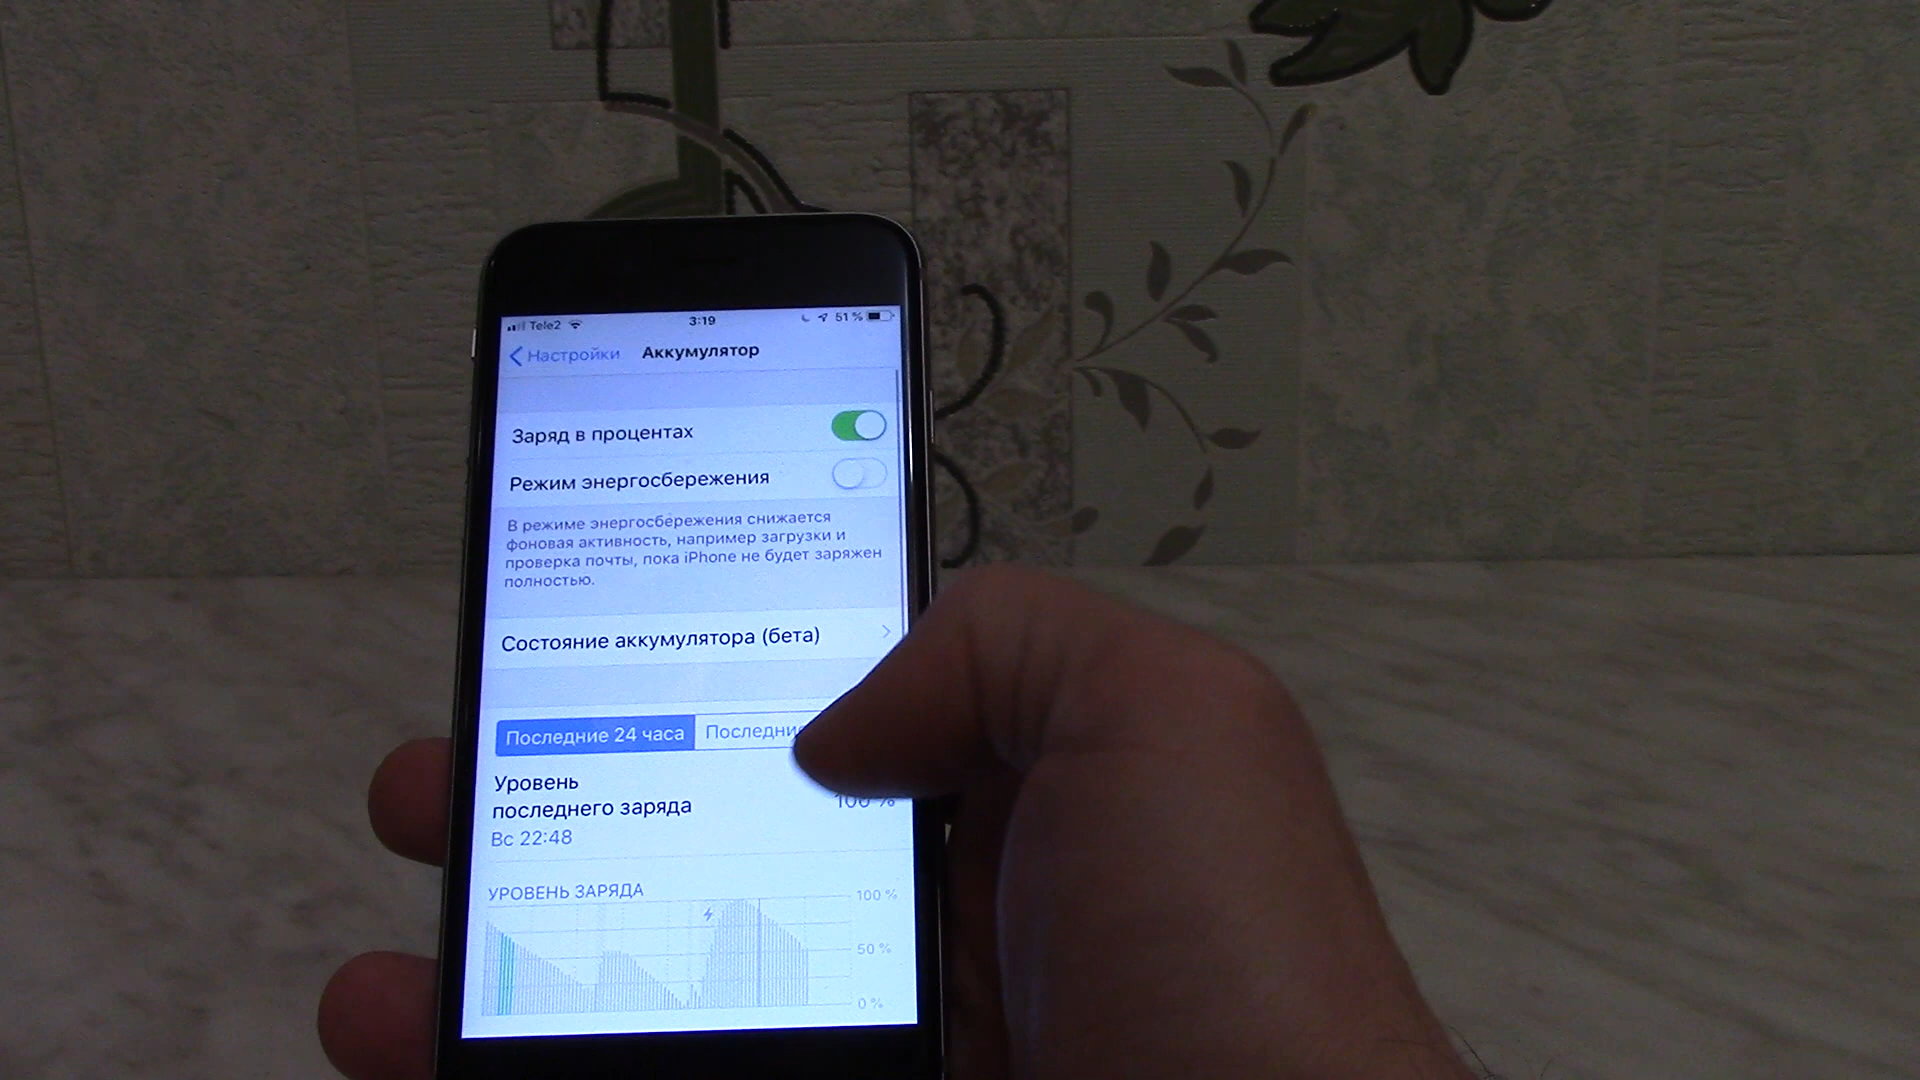 Tele2 3:19 51 %
Настройки Аккумулятор
Заряд в процентах
Режим энергосбережения
В режиме энергосбережения снижается
фоновая активность, например загрузки и
проверка почты, пока iPhone не будет заряжен
полностью.
Состояние аккумулятора (бета)
Последние 24 часа
Уровень
последнего заряда 100 %
Вс 22:48
УРОВЕНЬ ЗАРЯДА
100 %
50 %
0 %